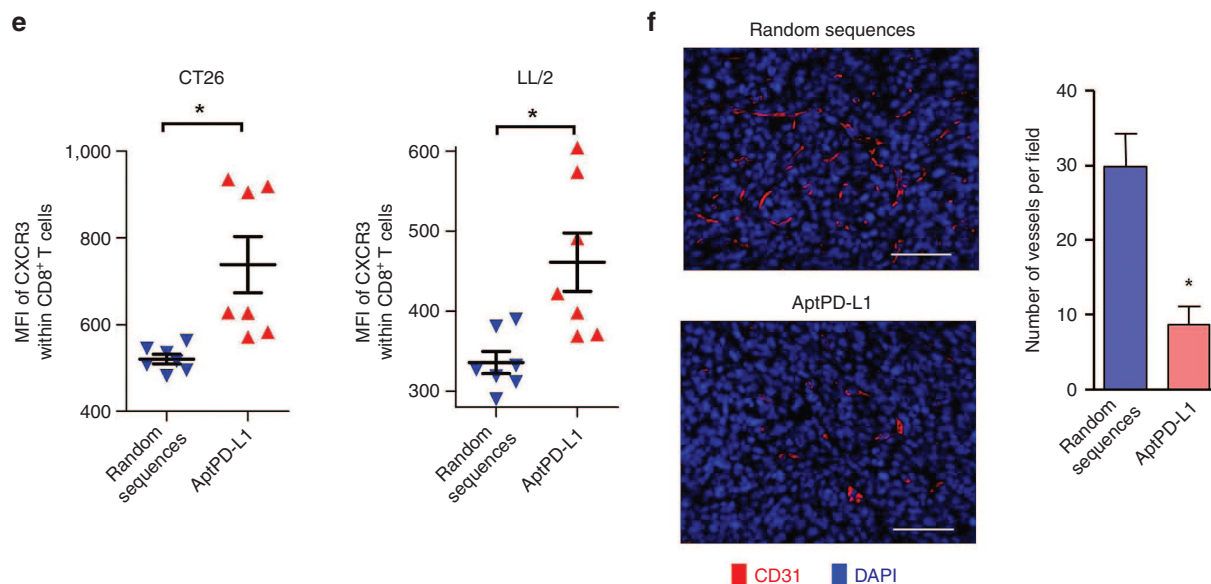 e
CT26
*
MFI of CXCR3
within CD8⁺ T cells
1,000
800
600
400
Random
sequences
AptPD-L1
LL/2
*
MFI of CXCR3
within CD8⁺ T cells
600
500
400
300
Random
sequences
AptPD-L1
f
Random sequences
AptPD-L1
CD31
DAPI
Number of vessels per field
40
30
20
10
0
*
Random
sequences
AptPD-L1